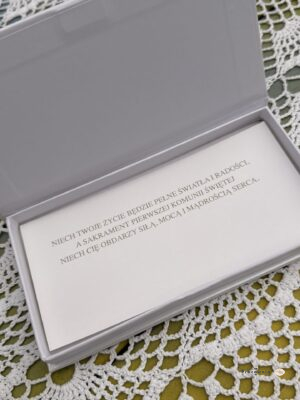 NIECH TWOJE ŻYCIE BĘDZIE PEŁNE ŚWIATŁA I RADOŚCI,
A SAKRAMENT PIERWSZEJ KOMUNII ŚWIĘTEJ
NIECH CIĘ OBDARZY SIŁĄ, MOCĄ I MĄDROŚCIĄ SERCA.